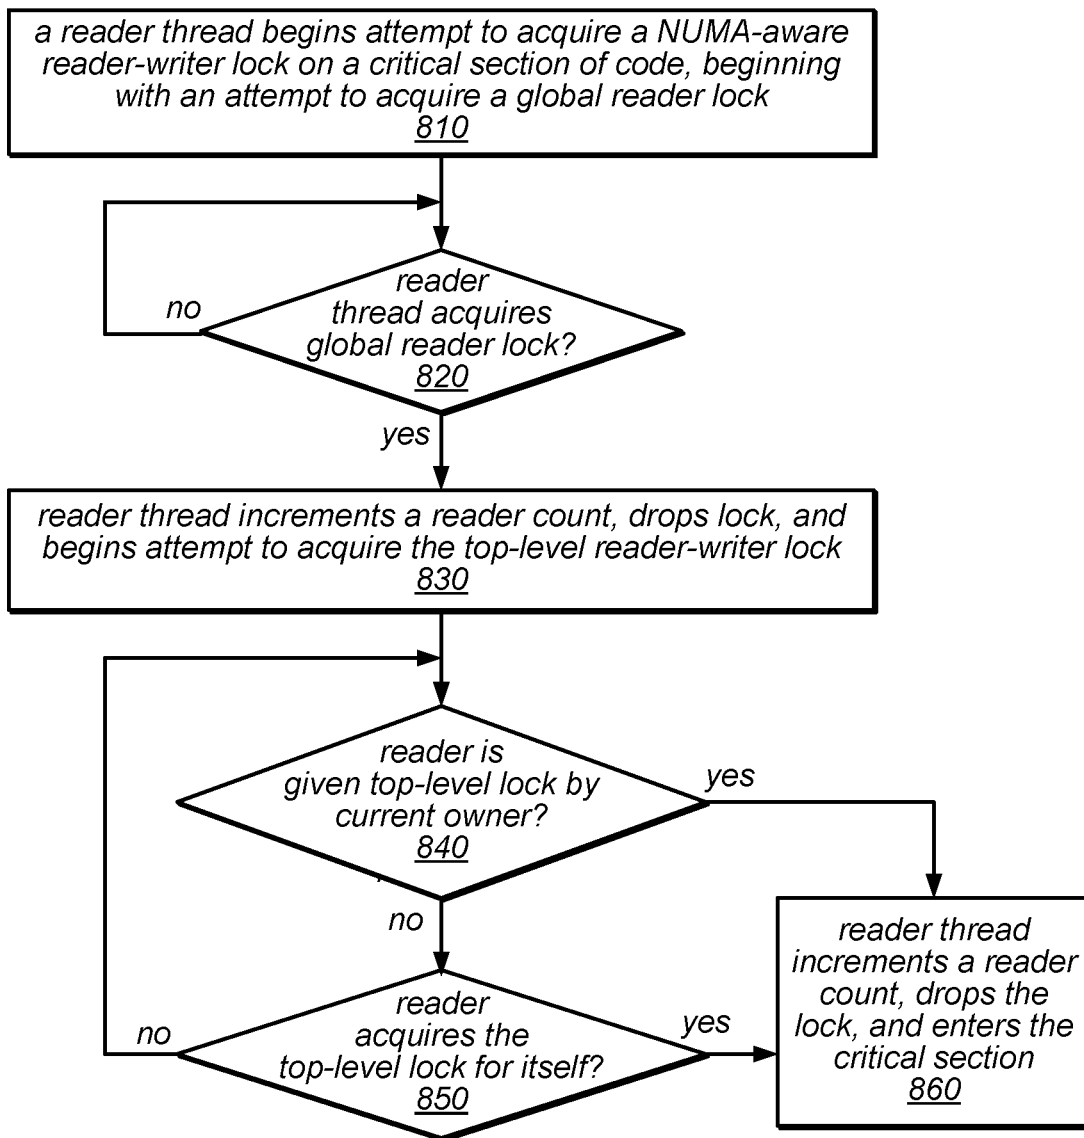 a reader thread begins attempt to acquire a NUMA-aware
reader-writer lock on a critical section of code, beginning
with an attempt to acquire a global reader lock
810
reader
thread acquires
global reader lock?
820
no
yes
reader thread increments a reader count, drops lock, and
begins attempt to acquire the top-level reader-writer lock
830
reader is
given top-level lock by
current owner?
840
yes
no
reader
acquires the
top-level lock for itself?
850
no
yes
reader thread
increments a reader
count, drops the
lock, and enters the
critical section
860